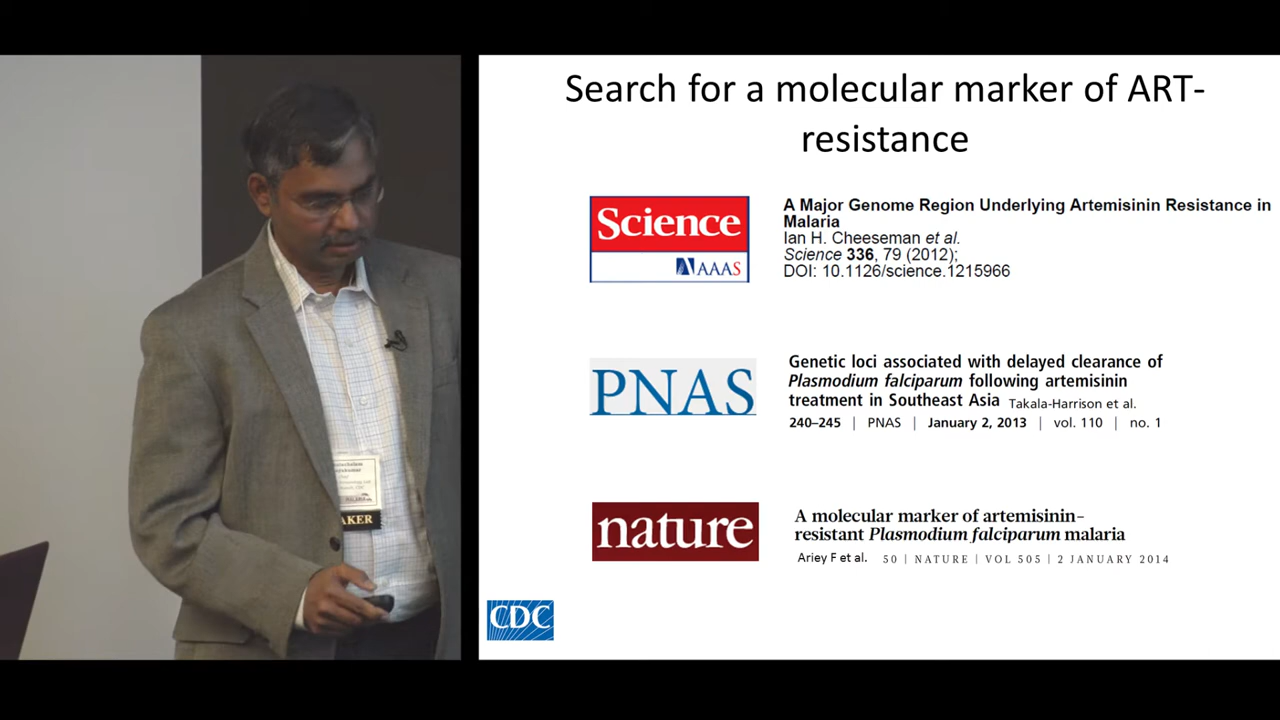 Search for a molecular marker of ART-
resistance
Science
AAAS
A Major Genome Region Underlying Artemisinin Resistance in
Malaria
Ian H. Cheeseman et al.
Science 336, 79 (2012);
DOI: 10.1126/science.1215966
PNAS
Genetic loci associated with delayed clearance of
Plasmodium falciparum following artemisinin
treatment in Southeast Asia Takala-Harrison et al.
240–245 | PNAS | January 2, 2013 | vol. 110 | no. 1
nature
A molecular marker of artemisinin–
resistant Plasmodium falciparum malaria
Ariey F et al. 50 | NATURE | VOL 505 | 2 JANUARY 2014
CDC
AKER